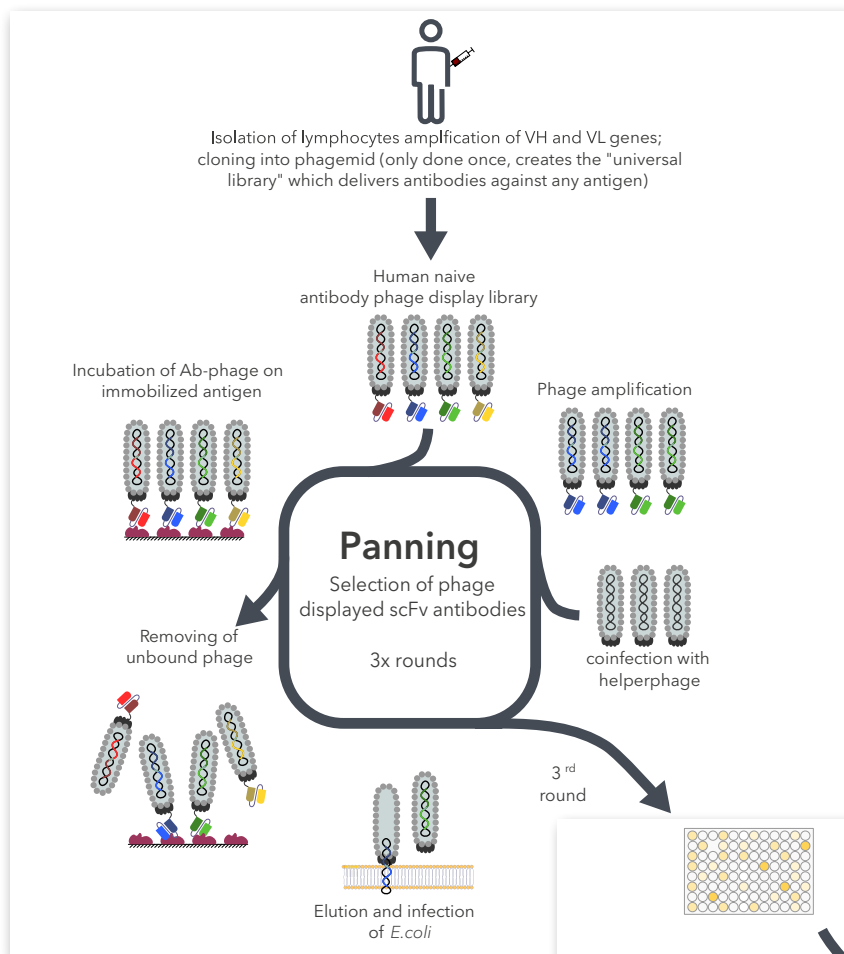 Isolation of lymphocytes amplfication of VH and VL genes;
cloning into phagemid (only done once, creates the "universal
library" which delivers antibodies against any antigen)
Human naive
antibody phage display library
Incubation of Ab-phage on
immobilized antigen
Phage amplification
Panning
Selection of phage
displayed scFv antibodies
3x rounds
Removing of
unbound phage
coinfection with
helperphage
3 rd
round
Elution and infection
of E.coli